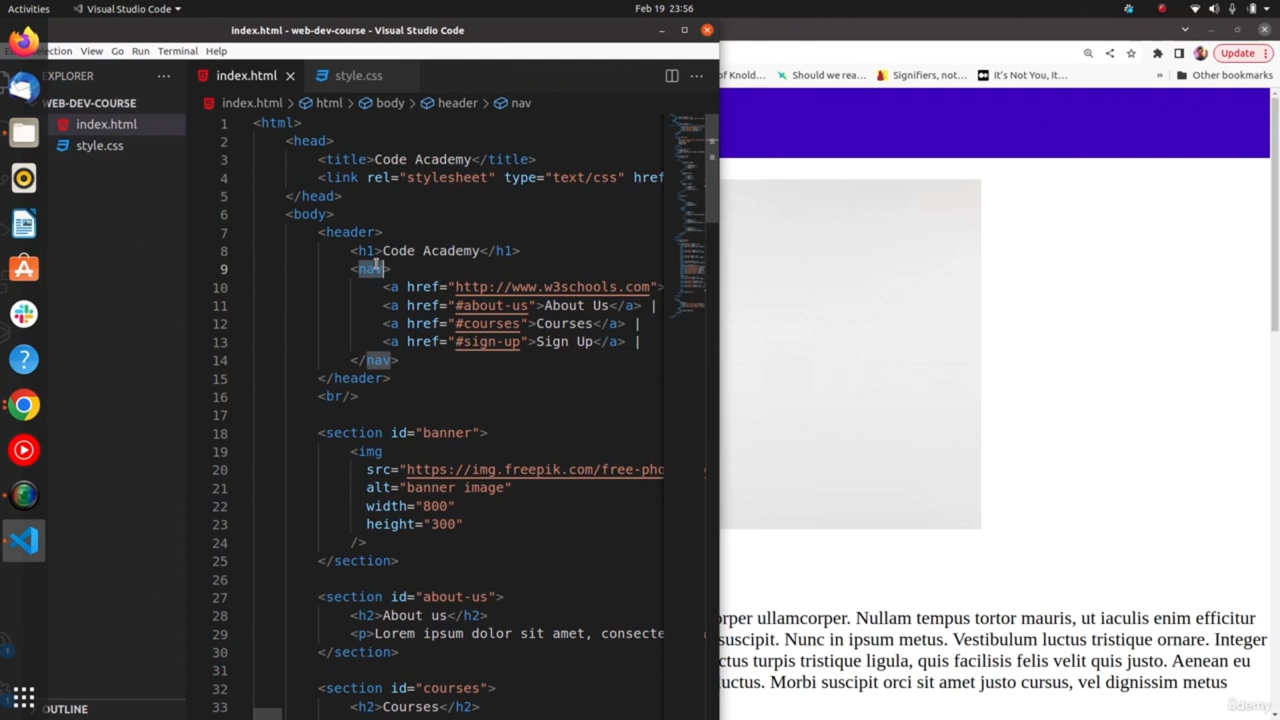 Activities
Visual Studio Code
Feb 19 23:56
index.html - web-dev-course - Visual Studio Code
Selection View Go Run Terminal Help
Update
EXPLORER
index.html
style.css
of Knold...
Should we rea...
Signifiers, not...
It's Not You, It...
»
Other bookmarks
WEB-DEV-COURSE
index.html
style.css
OUTLINE
index.html > html > body > header > nav
1 <html>
2 <head>
3 <title>Code Academy</title>
4 <link rel="stylesheet" type="text/css" href
5 </head>
6 <body>
7 <header>
8 <h1>Code Academy</h1>
9 <nav>
10 <a href="http://www.w3schools.com">
11 <a href="#about-us">About Us</a> |
12 <a href="#courses">Courses</a> |
13 <a href="#sign-up">Sign Up</a> |
14 </nav>
15 </header>
16 <br/>
17
18 <section id="banner">
19 <img
20 src="https://img.freepik.com/free-pho
21 alt="banner image"
22 width="800"
23 height="300"
24 />
25 </section>
26
27 <section id="about-us">
28 <h2>About us</h2>
29 <p>Lorem ipsum dolor sit amet, consecte
30 </section>
31
32 <section id="courses">
33 <h2>Courses</h2>
orper ullamcorper. Nullam tempus tortor mauris, ut iaculis enim efficitur
suscipit. Nunc in ipsum metus. Vestibulum luctus tristique ornare. Integer
ctus turpis tristique ligula, quis facilisis felis velit quis justo. Aenean eu
uctus. Morbi suscipit orci sit amet justo cursus, vel dignissim metus
ûdemy